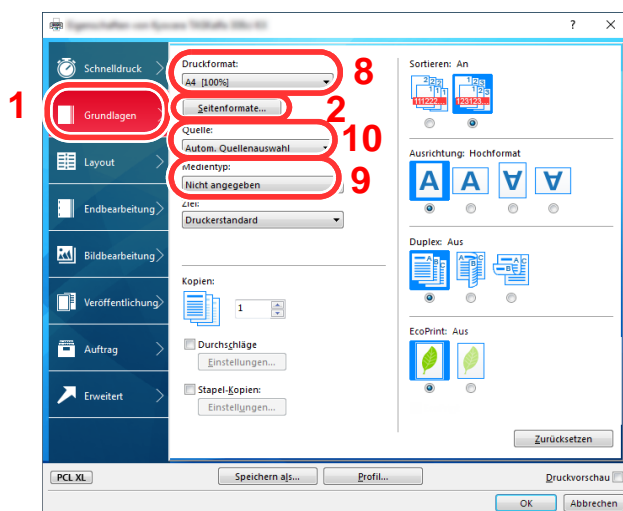 ?
Schnelldruck
Grundlagen
Layout
Endbearbeitung
Bildbearbeitung
Veröffentlichung
Auftrag
Erweitert
1
Druckformat:
A4 [100%]
8
Seitenformate...
2
Quelle:
Autom. Quellenauswahl
10
Medientyp:
Nicht angegeben
9
Ziel:
Druckerstandard
Kopien:
1
Durchschläge
Einstellungen...
Stapel-Kopien:
Einstellungen...
Sortieren: An
111222...
123123...
Ausrichtung: Hochformat
A A A A
Duplex: Aus
A B C
A B C
A B C
EcoPrint: Aus
Zurücksetzen
PCL XL
Speichern als...
Profil...
Druckvorschau
OK
Abbrechen